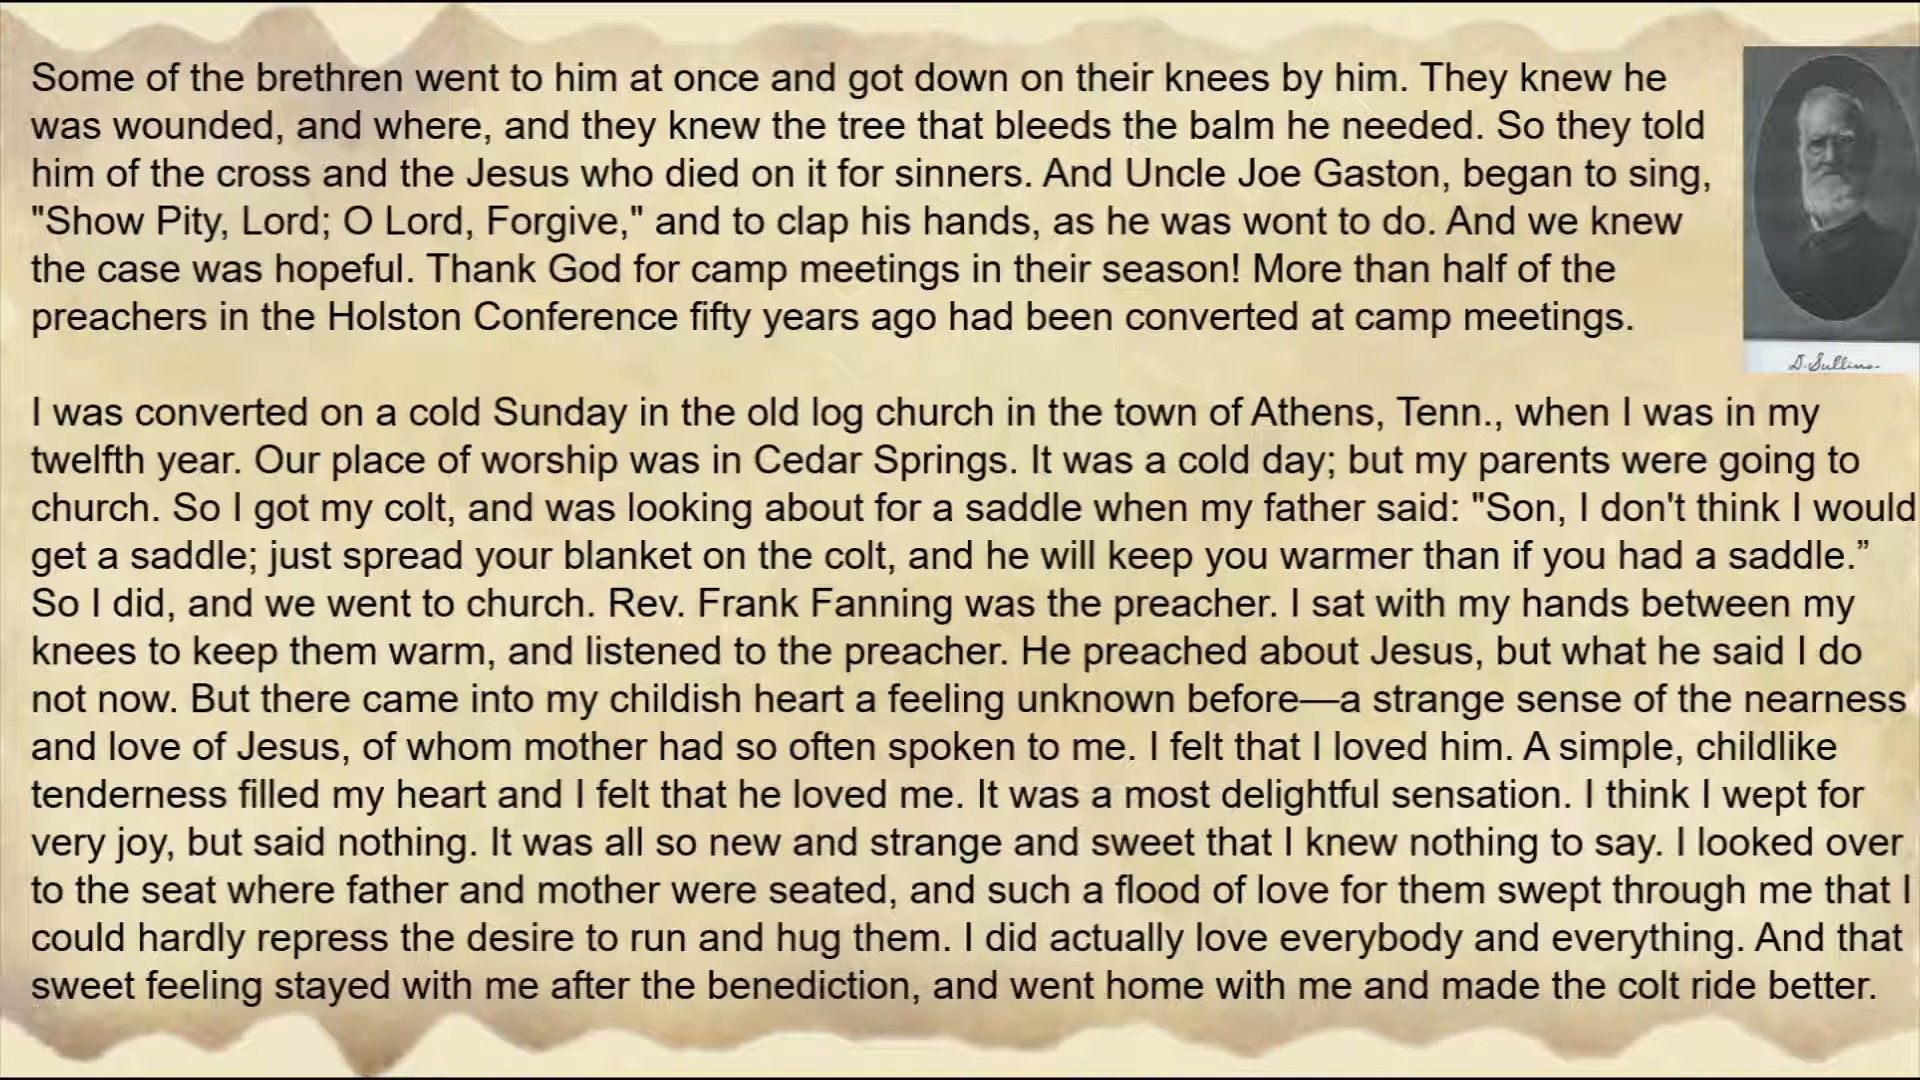 Some of the brethren went to him at once and got down on their knees by him. They knew he
was wounded, and where, and they knew the tree that bleeds the balm he needed. So they told
him of the cross and the Jesus who died on it for sinners. And Uncle Joe Gaston, began to sing,
"Show Pity, Lord; O Lord, Forgive," and to clap his hands, as he was wont to do. And we knew
the case was hopeful. Thank God for camp meetings in their season! More than half of the
preachers in the Holston Conference fifty years ago had been converted at camp meetings.
D. Sullins.
I was converted on a cold Sunday in the old log church in the town of Athens, Tenn., when I was in my
twelfth year. Our place of worship was in Cedar Springs. It was a cold day; but my parents were going to
church. So I got my colt, and was looking about for a saddle when my father said: "Son, I don't think I would
get a saddle; just spread your blanket on the colt, and he will keep you warmer than if you had a saddle.”
So I did, and we went to church. Rev. Frank Fanning was the preacher. I sat with my hands between my
knees to keep them warm, and listened to the preacher. He preached about Jesus, but what he said I do
not now. But there came into my childish heart a feeling unknown before—a strange sense of the nearness
and love of Jesus, of whom mother had so often spoken to me. I felt that I loved him. A simple, childlike
tenderness filled my heart and I felt that he loved me. It was a most delightful sensation. I think I wept for
very joy, but said nothing. It was all so new and strange and sweet that I knew nothing to say. I looked over
to the seat where father and mother were seated, and such a flood of love for them swept through me that I
could hardly repress the desire to run and hug them. I did actually love everybody and everything. And that
sweet feeling stayed with me after the benediction, and went home with me and made the colt ride better.